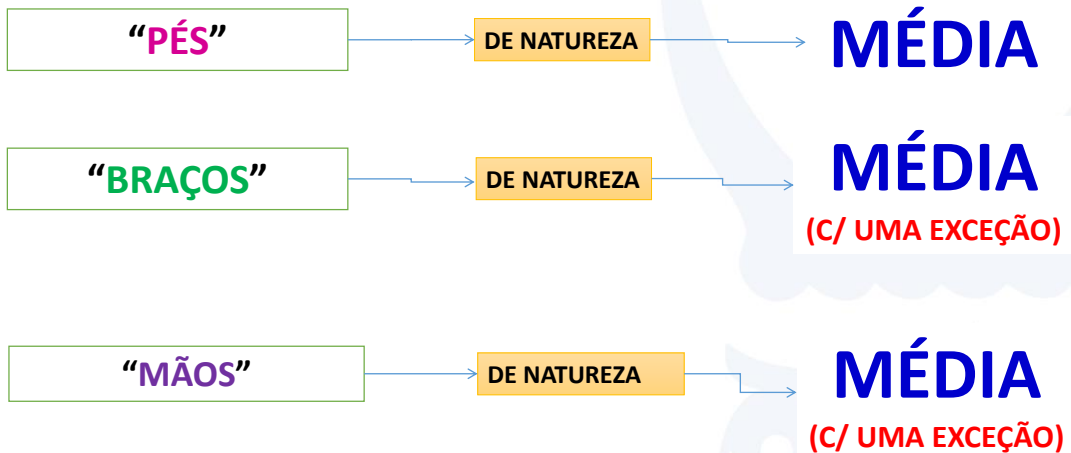 “PÉS” DE NATUREZA MÉDIA
“BRAÇOS” DE NATUREZA MÉDIA
(C/ UMA EXCEÇÃO)
“MÃOS” DE NATUREZA MÉDIA
(C/ UMA EXCEÇÃO)